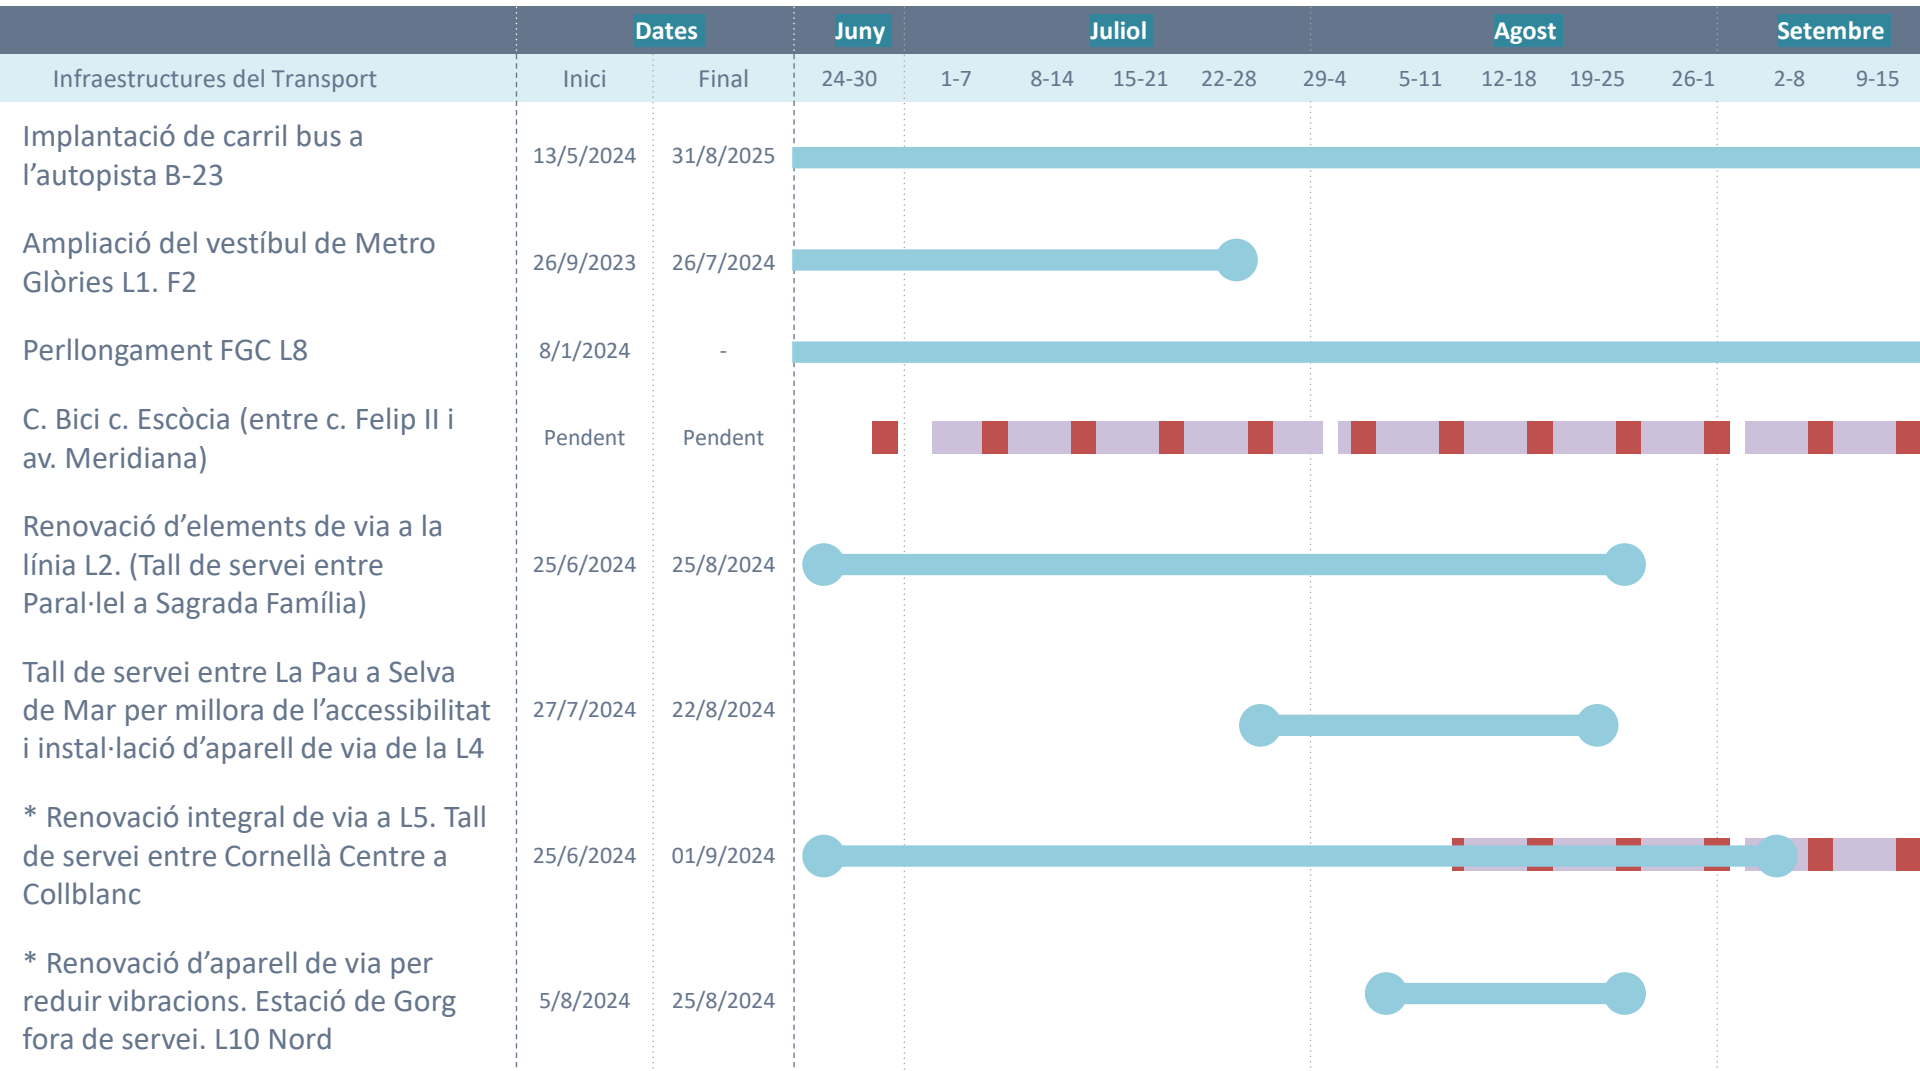 Dates Juny Juliol Agost Setembre
Infraestructures del Transport Inici Final 24-30 1-7 8-14 15-21 22-28 29-4 5-11 12-18 19-25 26-1 2-8 9-15
Implantació de carril bus a
l’autopista B-23
13/5/2024 31/8/2025
Ampliació del vestíbul de Metro
Glòries L1. F2
26/9/2023 26/7/2024
Perllongament FGC L8 8/1/2024 -
C. Bici c. Escòcia (entre c. Felip II i
av. Meridiana)
Pendent Pendent
Renovació d’elements de via a la
línia L2. (Tall de servei entre
Paral·lel a Sagrada Família)
25/6/2024 25/8/2024
Tall de servei entre La Pau a Selva
de Mar per millora de l’accessibilitat
i instal·lació d’aparell de via de la L4
27/7/2024 22/8/2024
* Renovació integral de via a L5. Tall
de servei entre Cornellà Centre a
Collblanc
25/6/2024 01/9/2024
* Renovació d’aparell de via per
reduir vibracions. Estació de Gorg
fora de servei. L10 Nord
5/8/2024 25/8/2024